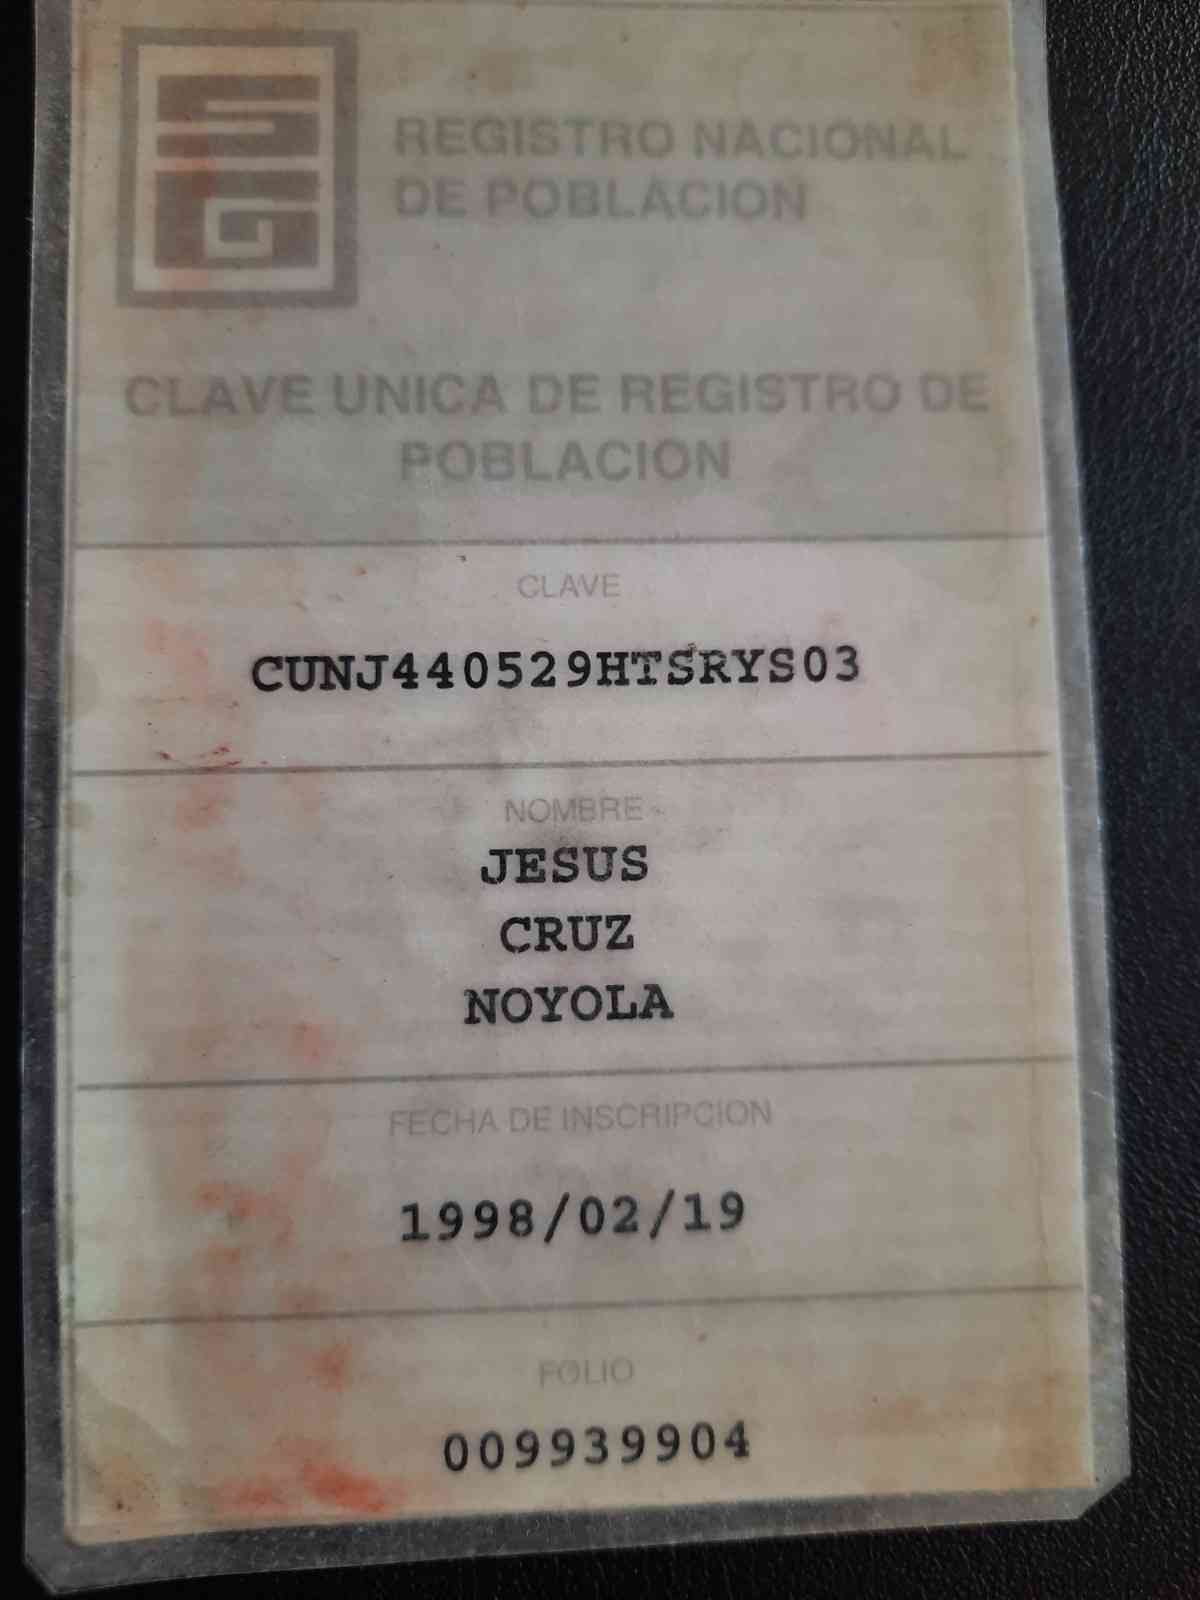 SG
REGISTRO NACIONAL
DE POBLACION
CLAVE UNICA DE REGISTRO DE
POBLACION
CLAVE
CUNJ440529HTSRYS03
NOMBRE
JESUS
CRUZ
NOYOLA
FECHA DE INSCRIPCION
1998/02/19
FOLIO
009939904